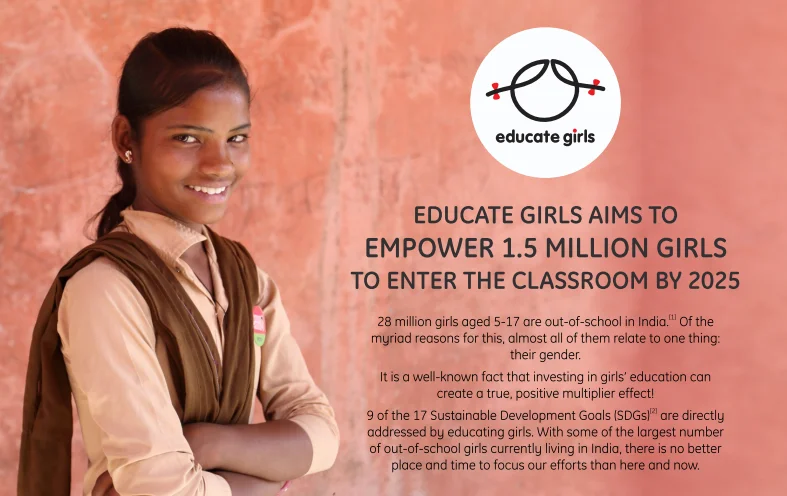 educate girls
EDUCATE GIRLS AIMS TO
EMPOWER 1.5 MILLION GIRLS
TO ENTER THE CLASSROOM BY 2025
28 million girls aged 5-17 are out-of-school in India.[1] Of the
myriad reasons for this, almost all of them relate to one thing:
their gender.
It is a well-known fact that investing in girls' education can
create a true, positive multiplier effect!
9 of the 17 Sustainable Development Goals (SDGs)[2] are directly
addressed by educating girls. With some of the largest number
of out-of-school girls currently living in India, there is no better
place and time to focus our efforts than here and now.